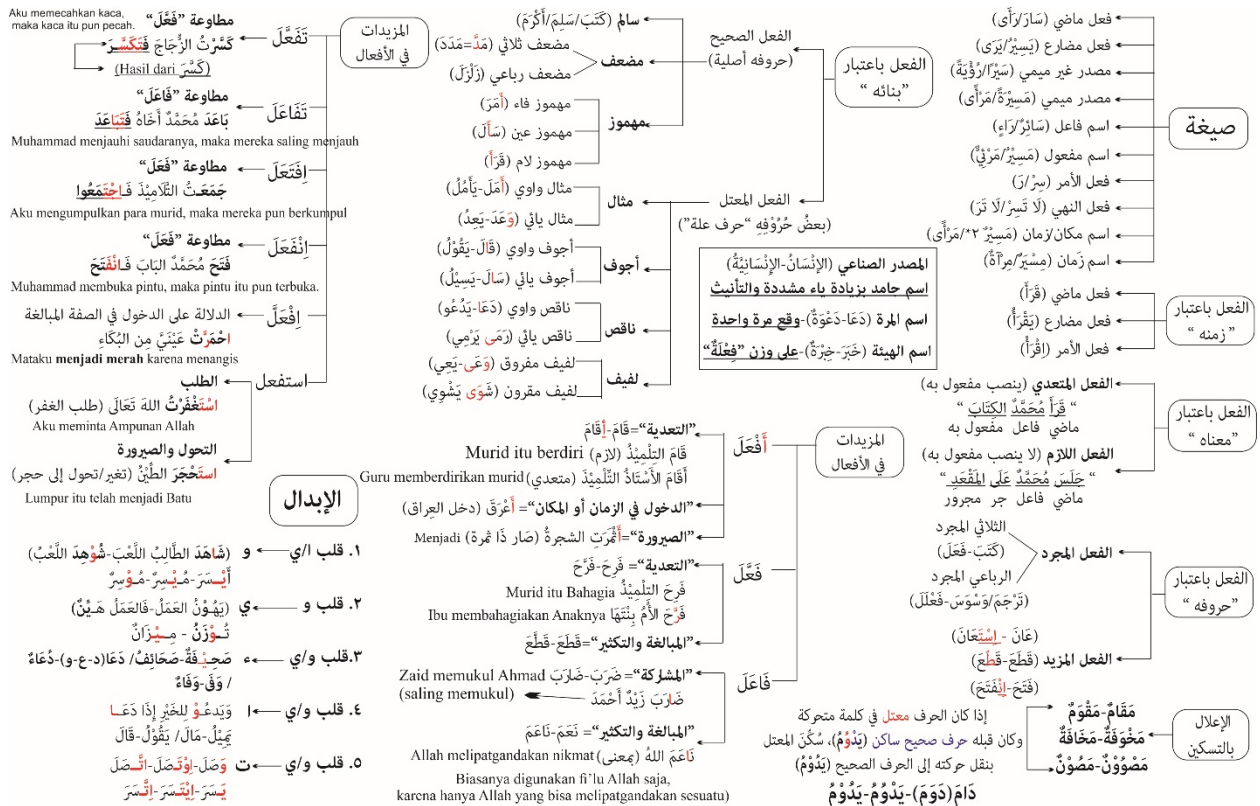 صيغة
فعل ماضي (سَارَ/رَأَى)
فعل مضارع (يَسِيْرُ/يَرَى)
مصدر غير ميمي (سَيْرًا/رُؤْيَةً)
مصدر ميمي (مَسِيْرَةً/مَرْأًى)
اسم فاعل (سَائِرٌ/رَاءٍ)
اسم مفعول (مَسِيْرٌ/مَرْئِيٌّ)
فعل الأمر (سِرْ/رَ)
فعل النهي (لَا تَسِرْ/لَا تَرَ)
اسم مكان/زمان (مَسِيْرٌ ٢*/مَرْأًى)
اسم زمان (مِسْيَرٌ/مِرْآةٌ)
الفعل باعتبار
"زمنه"
فعل ماضي (قَرَأَ)
فعل مضارع (يَقْرَأُ)
فعل الأمر (اِقْرَأْ)
الفعل باعتبار
"معناه"
الفعل المتعدي (ينصب مفعول به)
"قَرَأَ مُحَمَّدٌ الكِتَابَ"
ماضي فاعل مفعول به
الفعل اللازم (لا ينصب مفعول به)
"جَلَسَ مُحَمَّدٌ عَلَى المَقْعَدِ"
ماضي فاعل جر مجرور
الفعل باعتبار
"حروفه"
الفعل المجرد
الثلاثي المجرد
(كَتَبَ-فَعَلَ)
الرباعي المجرد
(تَرْجَمَ/وَسْوَسَ-فَعْلَلَ)
الفعل المزيد
(عَانَ - اِسْتَعَانَ)
(قَطَعَ-قَطَّعَ)
(فَتَحَ-اِنْفَتَحَ)
الإعلال
بالتسكين
مَقَامٌ-مَقْوَمٌ
مَخْوَفَةٌ-مَخَافَةٌ
مَصْوُوْنٌ-مَصُوْنٌ
إذا كان الحرف معتل في كلمة متحركة
وكان قبله حرف صحيح ساكن (يَدْوُمُ)، سُكِّنَ المعتل
بنقل حركته إلى الحرف الصحيح (يَدُوْمُ)
دَامَ(دَوَمَ)-يَدْوُمُ-يَدُوْمُ
الفعل باعتبار
"بنائه"
الفعل الصحيح
(حروفه أصلية)
سالم (كَتَبَ/سَلِمَ/أَكْرَمَ)
مضعف
مضعف ثلاثي (مَدَّ=مَدَدَ)
مضعف رباعي (زَلْزَلَ)
مهموز
مهموز فاء (أَمَرَ)
مهموز عين (سَأَلَ)
مهموز لام (قَرَأَ)
الفعل المعتل
(بعضُ حُرُوْفِهِ "حرف علة")
مثال
مثال واوي (أَمَلَ-يَأْمُلُ)
مثال يائي (وَعَدَ-يَعِدُ)
أجوف
أجوف واوي (قَالَ-يَقُوْلُ)
أجوف يائي (سَالَ-يَسِيْلُ)
ناقص
ناقص واوي (دَعَا-يَدْعُو)
ناقص يائي (رَمَى يَرْمِي)
لفيف
لفيف مفروق (وَعَى-يَعِي)
لفيف مقرون (شَوَى يَشْوِي)
المصدر الصناعي (الإِنْسَانُ-الإِنْسَانِيَّةُ)
اسم جامد بزيادة ياء مشددة والتأنيث
اسم المرة (دَعَا-دَعْوَةٌ)-وقع مرة واحدة
اسم الهيئة (خَبَرَ-خِبْرَةٌ)-على وزن "فِعْلَةٌ"
المزيدات
في الأفعال
أَفْعَلَ
"التعدية"=قَامَ-أَقَامَ
قَامَ التِلْمِيْذُ (لازم) Murid itu berdiri
أَقَامَ الأُسْتَاذُ التِّلْمِيْذَ (متعدي) Guru memberdirikan murid
"الدخول في الزمان أو المكان"= أَعْرَقَ (دخل العِراق)
"الصيرورة"=أَثْمَرَتِ الشجرةُ (صار ذَا ثمرة) Menjadi
فَعَّلَ
"التعدية"= فَرِحَ-فَرَّحَ
فَرِحَ التِلْمِيْذُ Murid itu Bahagia
فَرَّحَ الأُمُ بِنْتَهَا Ibu membahagiakan Anaknya
"المبالغة والتكثير"= قَطَعَ-قَطَّعَ
فَاعَلَ
"المشاركة"= ضَرَبَ-ضَارَبَ Zaid memukul Ahmad
ضَارَبَ زَيْدٌ أَحْمَدَ (saling memukul)
"المبالغة والتكثير"= نَعَمَ-نَاعَمَ
نَاعَمَ اللهُ (بمعنى) Allah melipatgandakan nikmat
Biasanya digunakan fi'lu Allah saja,
karena hanya Allah yang bisa melipatgandakan sesuatu)
المزيدات
في الأفعال
تَفَعَّلَ
مطاوعة "فَعَّلَ"
Aku memecahkan kaca,
maka kaca itu pun pecah.
كَسَّرْتُ الزُّجَاجَ فَتَكَسَّرَ
(Hasil dari كَسَّرَ)
تَفَاعَلَ
مطاوعة "فَاعَلَ"
بَاعَدَ مُحَمَّدٌ أَخَاهُ فَتَبَاعَدَ
Muhammad menjauhi saudaranya, maka mereka saling menjauh
اِفتَعَلَ
مطاوعة "فَعَلَ"
جَمَعَتُ التَّلَامِيْذَ فَاجْتَمَعُوا
Aku mengumpulkan para murid, maka mereka pun berkumpul
اِنْفَعَلَ
مطاوعة "فَعَلَ"
فَتَحَ مُحَمَّدٌ البَابَ فَانْفَتَحَ
Muhammad membuka pintu, maka pintu itu pun terbuka.
اِفْعَلَّ
الدلالة على الدخول في الصفة المبالغة
احْمَرَّتْ عَيْنَيَّ مِن البُكَاءِ
Mataku menjadi merah karena menangis
استفعل
الطلب
اسْتَغْفَرْتُ اللهَ تَعَالَى (طلب الغفر)
Aku meminta Ampunan Allah
التحول والصيرورة
استَحْجَرَ الطِّيْنُ (تغير/تحول إلى حجر)
Lumpur itu telah menjadi Batu
الإبدال
١. قلب ا/ي و (شَاهَدَ الطَّالِبُ اللَّعْبَ-شُوْهِدَ اللَّعْبُ)
أَيْسَرَ-مُيْسِرٌ-مُوْسِرٌ
٢. قلب و ي (يَهُوْنُ العَمَلُ-فَالعَمَلُ هَيْنٌ)
تُوْزَنُ - مِيْزَانٌ
٣.قلب و/ي ء صَحِيْفَةٌ-صَحَائِفُ/ دَعَا(د-ع-و)-دُعَاءٌ
/ وَفَى-وَفَاءٌ
٤. قلب و/ي ا وَيَدعُوْ لِلخَيْرِ إِذَا دَعَا
يَمِيْلُ-مَالَ/ يَقُوْلُ-قَالَ
٥. قلب و/ي ت وَصَلَ-اِوْتَصَلَ-اتَّصَلَ
يَسَرَ-اِيْتَسَرَ-اِتَّسَرَ